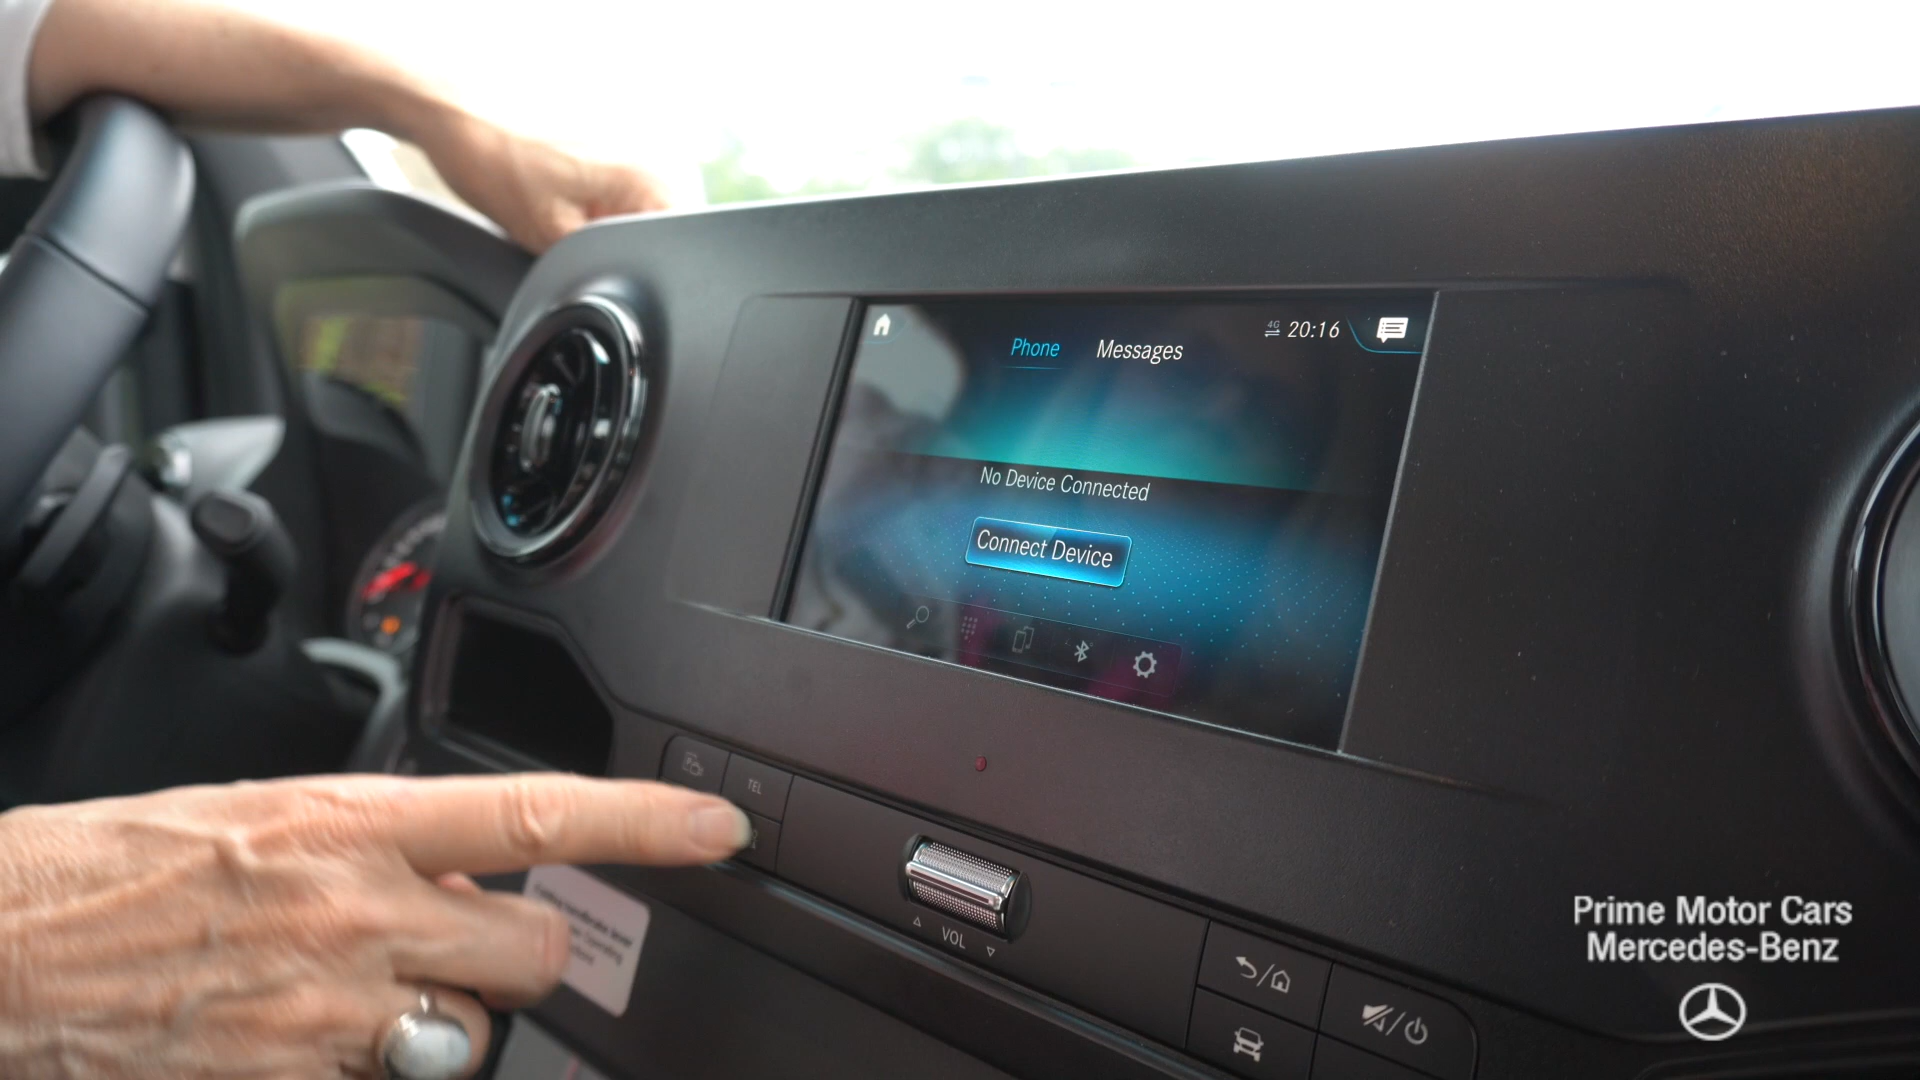 4G
20:16
Phone
Messages
No Device Connected
Connect Device
TEL
VOL
Prime Motor Cars
Mercedes-Benz